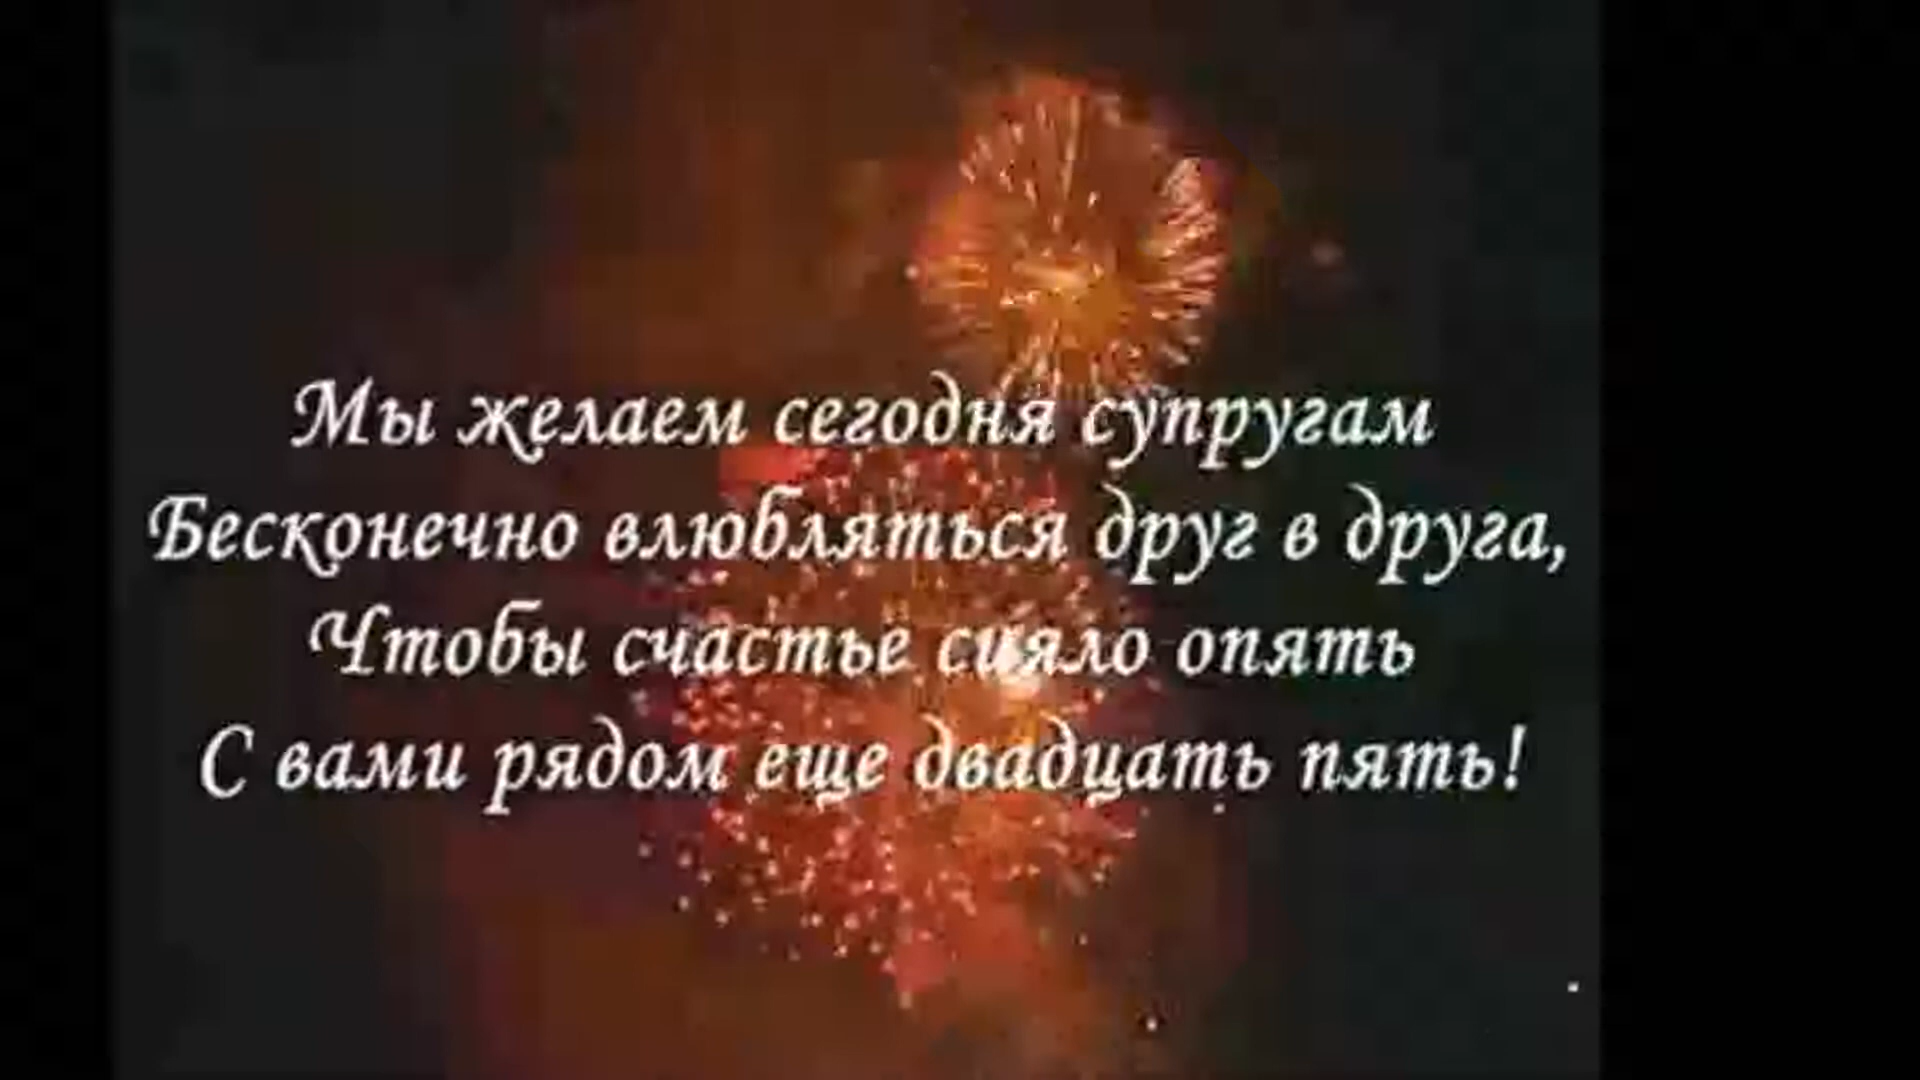 Мы желаем сегодня супругам
Бесконечно влюбляться друг в друга,
Чтобы счастье сияло опять
С вами рядом еще двадцать пять!